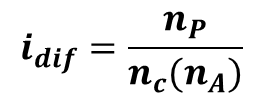 i_dif = n_P / n_c(n_A)